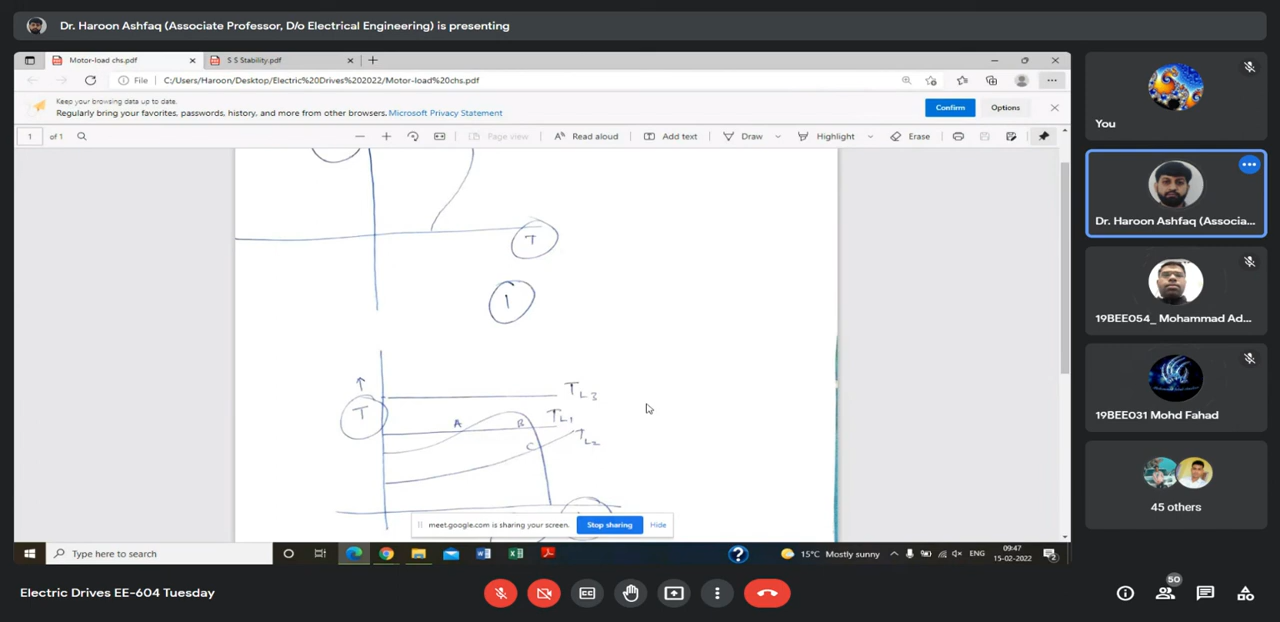 Dr. Haroon Ashfaq (Associate Professor, D/o Electrical Engineering) is presenting
Motor-load chs.pdf
S S Stability.pdf
File
C:/Users/Haroon/Desktop/Electric%20Drives%202022/Motor-load%20chs.pdf
Keep your browsing data up to date.
Regularly bring your favorites, passwords, history, and more from other browsers. Microsoft Privacy Statement
Confirm
Options
1 of 1
Page view
Read aloud
Add text
Draw
Highlight
Erase
T
1
T
TL3
A
B
TL1
TL2
C
meet.google.com is sharing your screen.
Stop sharing
Hide
Type here to search
15°C Mostly sunny
ENG
09:47
15-02-2022
You
Dr. Haroon Ashfaq (Associa...
19BEE054_ Mohammad Ad...
19BEE031 Mohd Fahad
45 others
Electric Drives EE-604 Tuesday
50